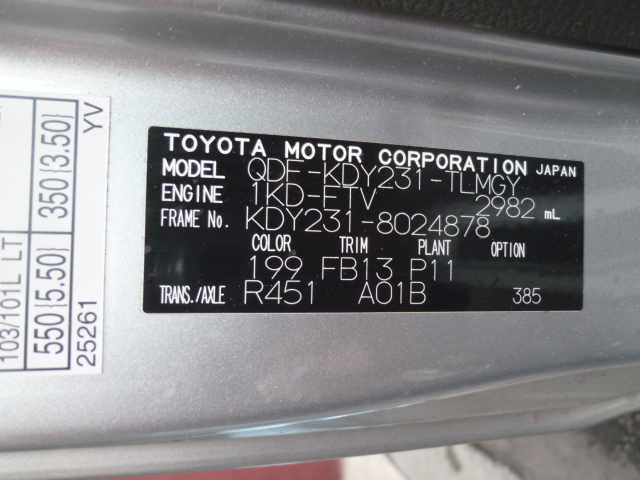 TOYOTA MOTOR CORPORATION JAPAN
MODEL QDF-KDY231-TLMGY
ENGINE 1KD-FTV 2982 mL
FRAME No. KDY231-8024878
COLOR TRIM PLANT OPTION
199 FB13 P11
TRANS./AXLE R451 A01B 385
103/101L LT
550(5.50) 350(3.50)
25261 YV